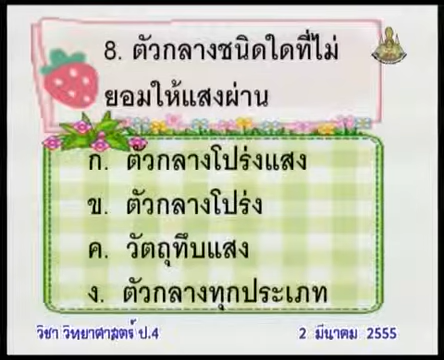 8. ตัวกลางชนิดใดที่ไม่
ยอมให้แสงผ่าน
ก. ตัวกลางโปร่งแสง
ข. ตัวกลางโปร่ง
ค. วัตถุทึบแสง
ง. ตัวกลางทุกประเภท
วิชา วิทยาศาสตร์ ป.4
2 มีนาคม 2555